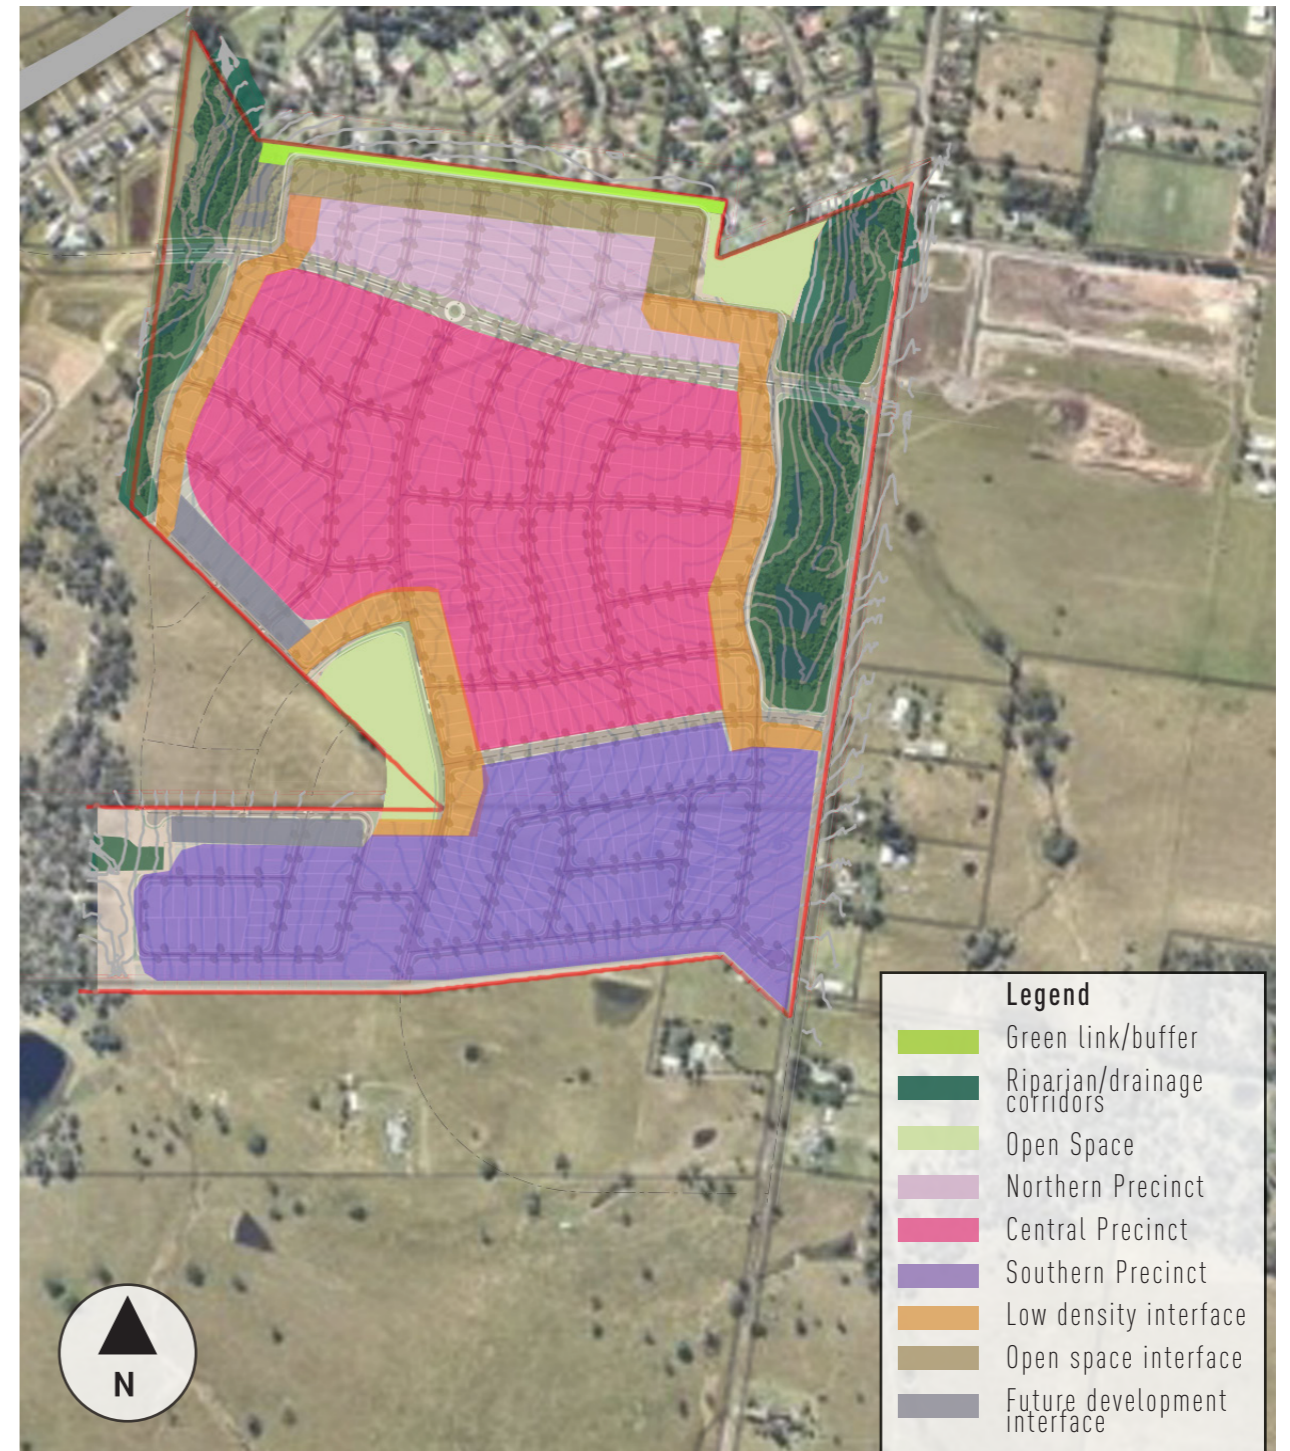 Legend
Green link/buffer
Riparian/drainage
corridors
Open Space
Northern Precinct
Central Precinct
Southern Precinct
Low density interface
Open space interface
Future development
interface
N